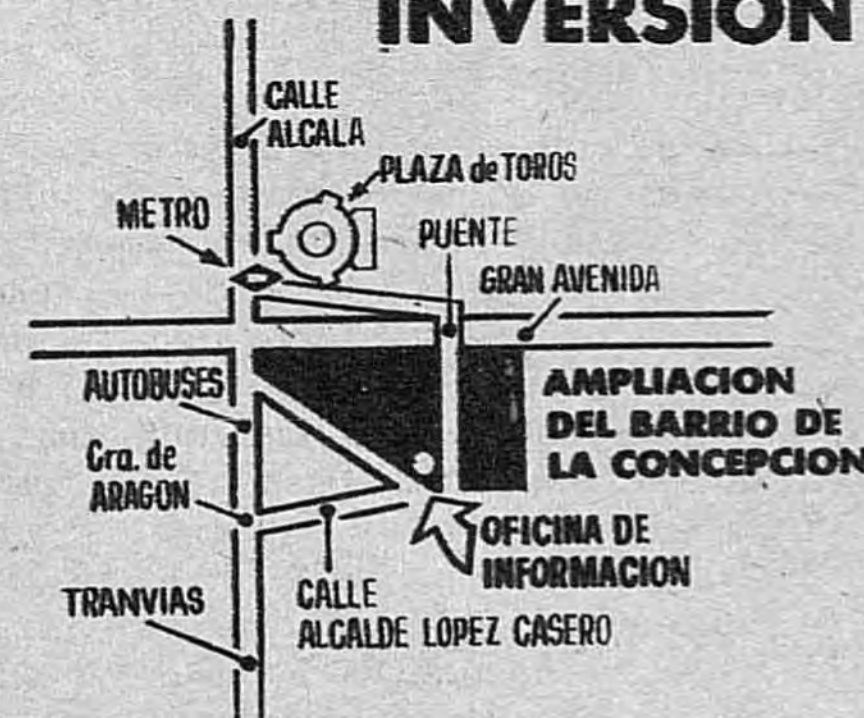 INVERSION
CALLE
ALCALA
PLAZA de TOROS
METRO
PUENTE
GRAN AVENIDA
AUTOBUSES
AMPLIACION
DEL BARRIO DE
LA CONCEPCION
Cra. de
ARAGON
OFICINA DE
INFORMACION
TRANVIAS
CALLE
ALCALDE LOPEZ CASERO